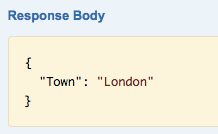 Response Body
{
"Town": "London"
}